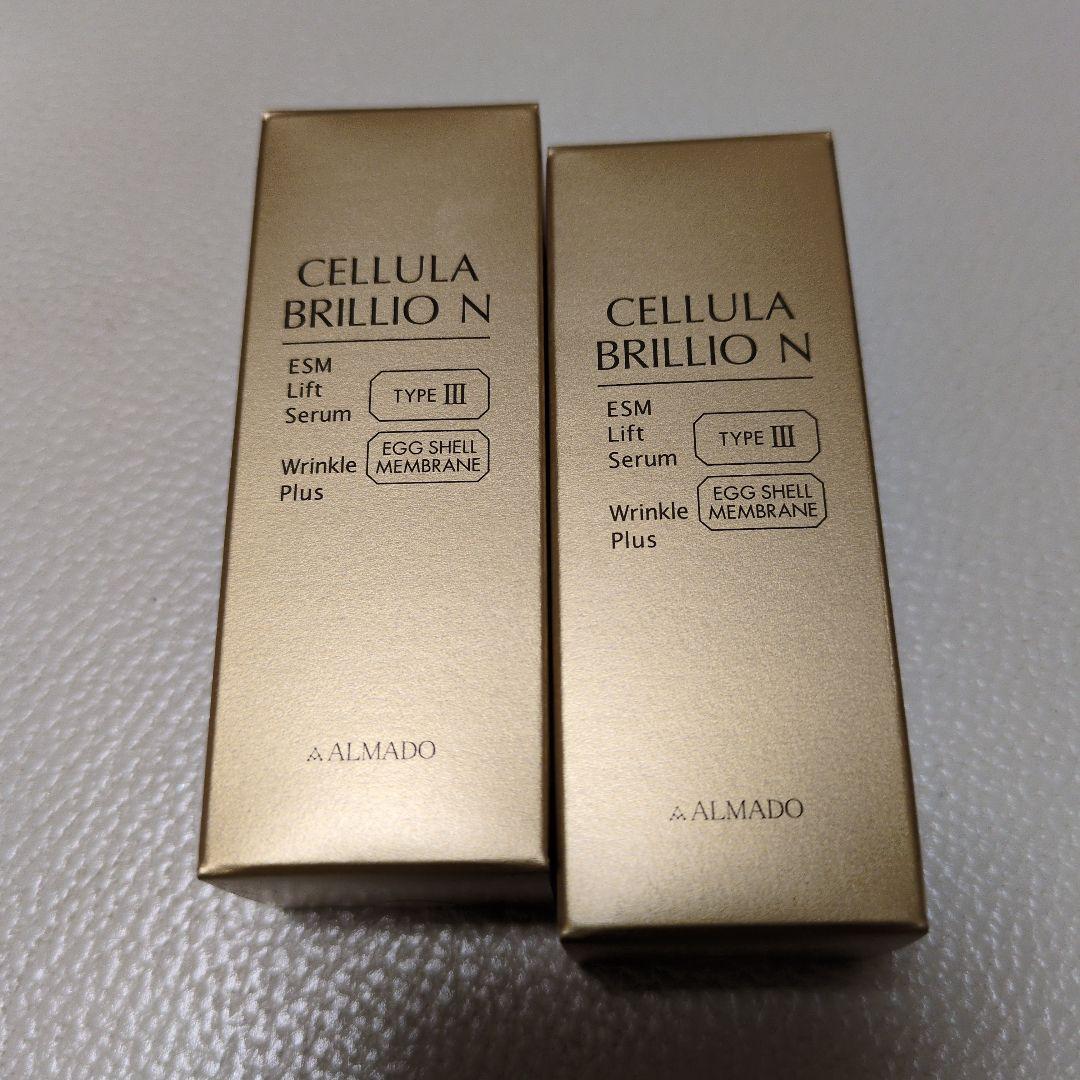 CELLULA
BRILLIO N
ESM
Lift
Serum
TYPE III
Wrinkle
Plus
EGG SHELL
MEMBRANE
ALMADO
CELLULA
BRILLIO N
ESM
Lift
Serum
TYPE III
Wrinkle
Plus
EGG SHELL
MEMBRANE
ALMADO